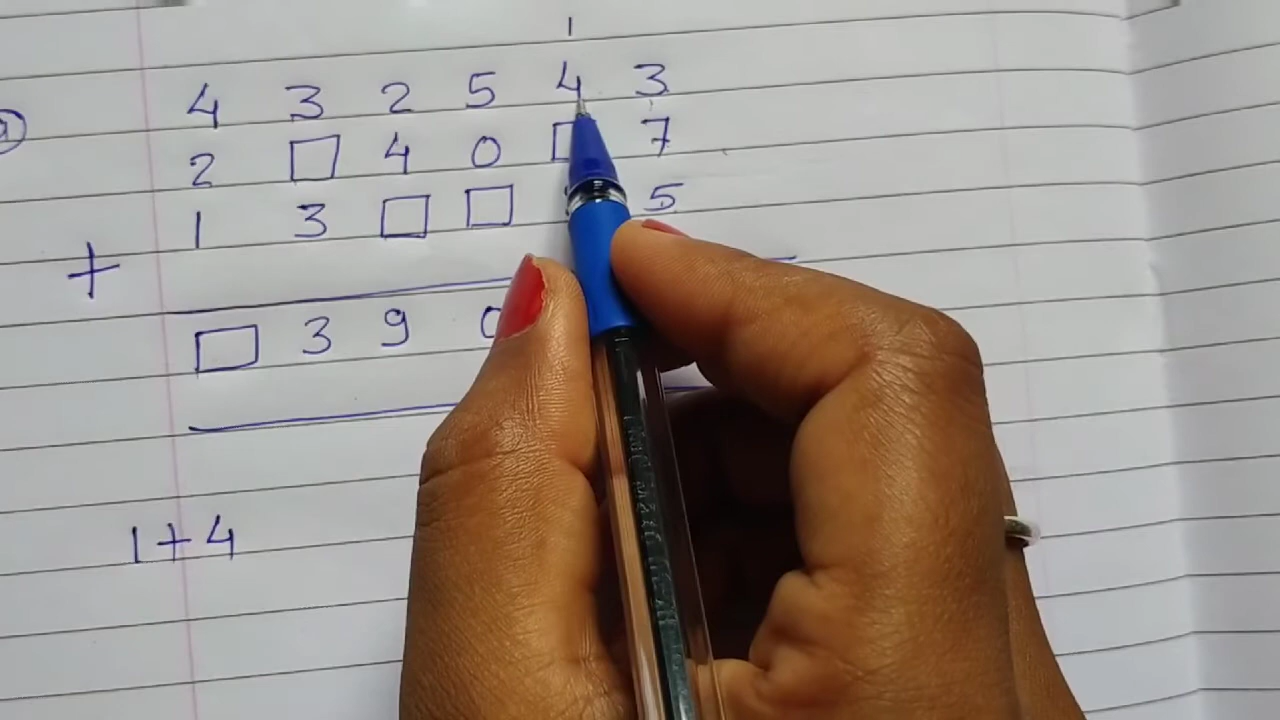 1
4 3 2 5 4 3
2 □ 4 0 □ 7
1 3 □ □ 5
+
□ 3 9 0
1 + 4